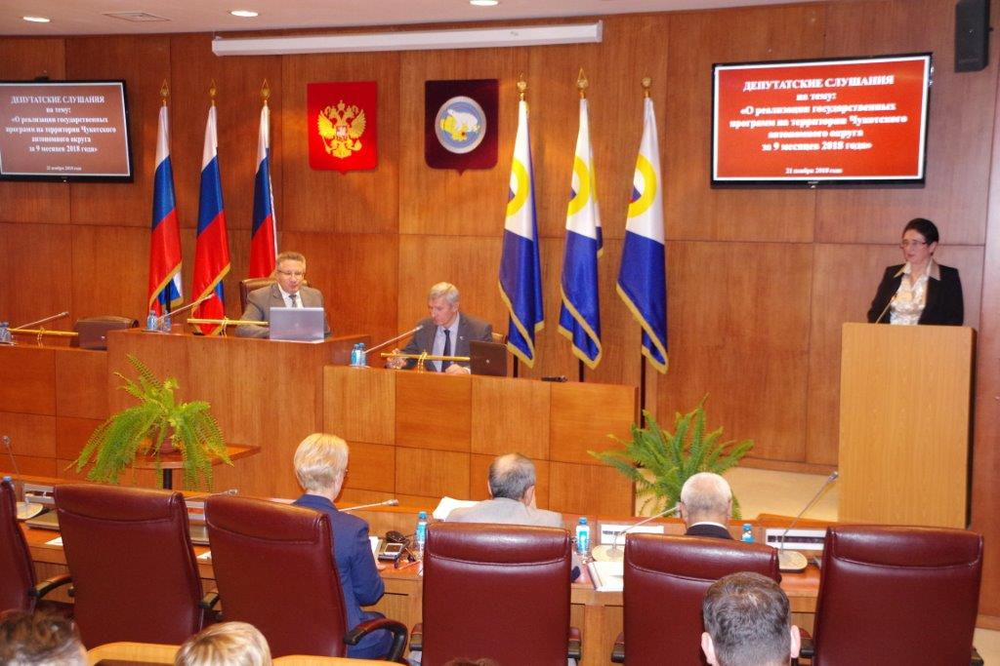 ДЕПУТАТСКИЕ СЛУШАНИЯ
на тему:
«О реализации государственных
программ на территории Чукотского
автономного округа
за 9 месяцев 2018 года»
21 ноября 2018 года
ДЕПУТАТСКИЕ СЛУШАНИЯ
на тему:
«О реализации государственных
программ на территории Чукотского
автономного округа
за 9 месяцев 2018 года»
21 ноября 2018 года